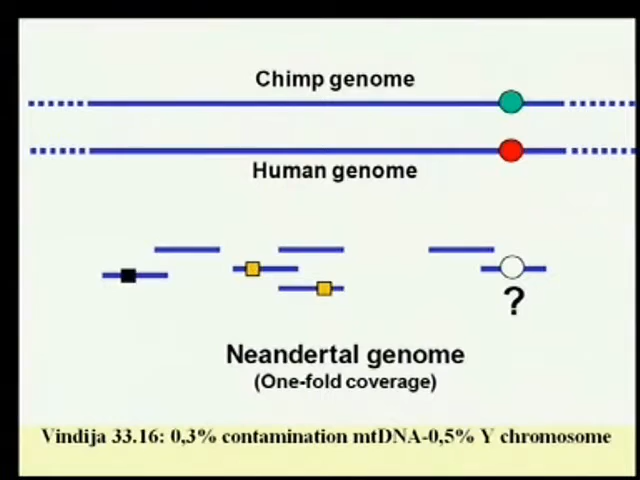 Chimp genome
Human genome
?
Neandertal genome
(One-fold coverage)
Vindija 33.16: 0,3% contamination mtDNA-0,5% Y chromosome